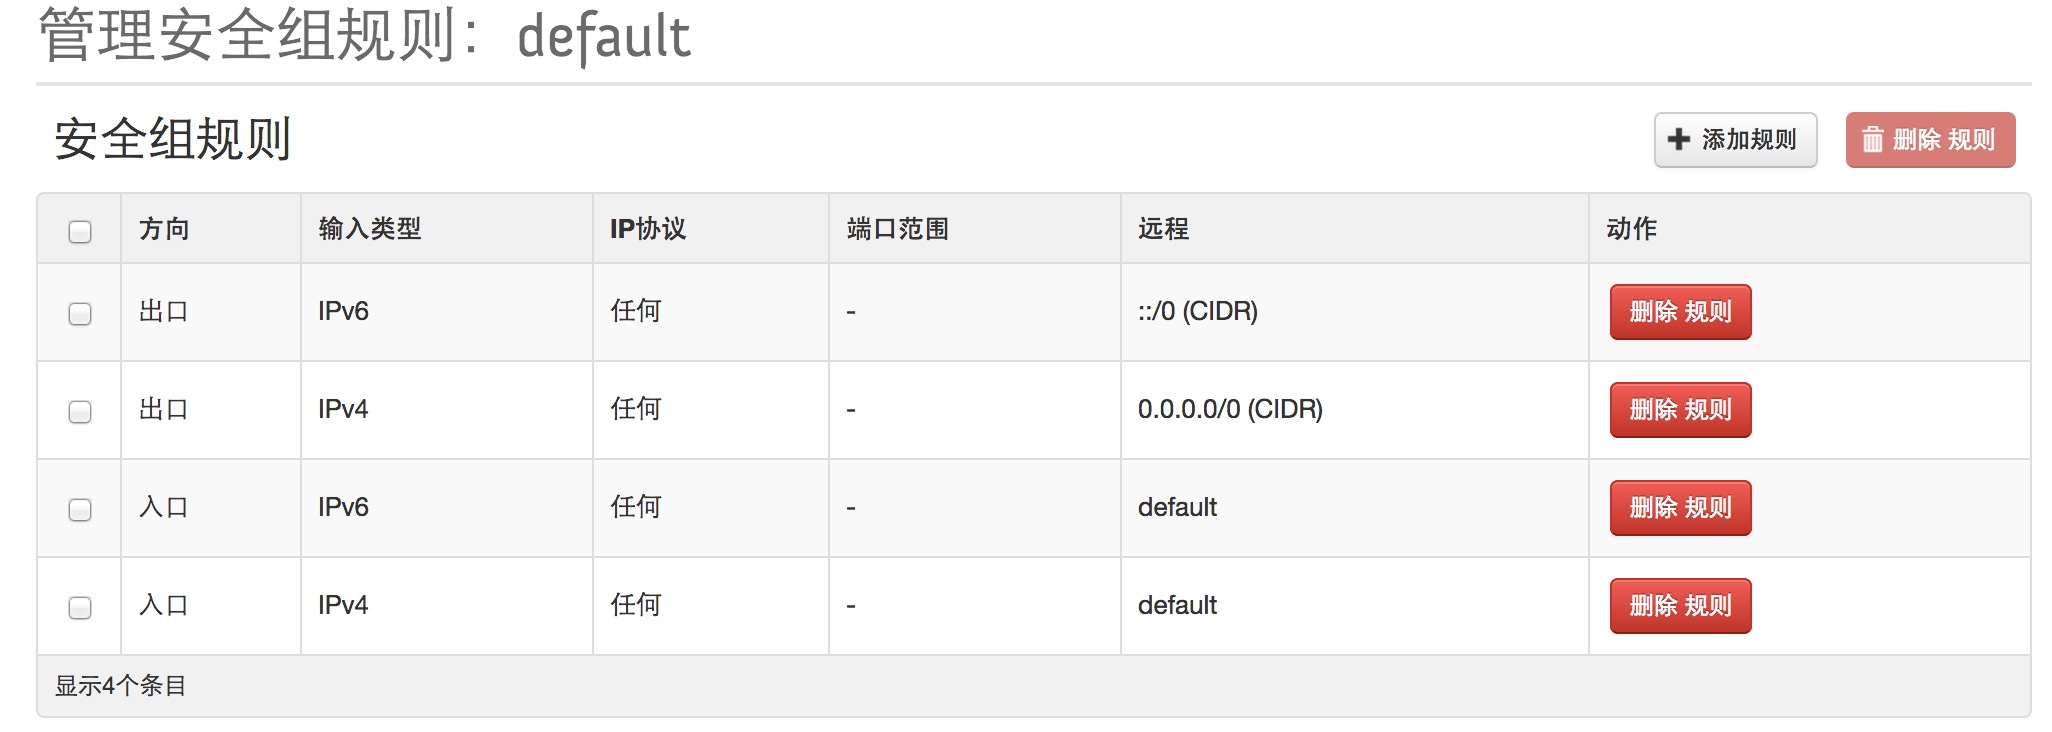 管理安全组规则：default
安全组规则
添加规则
删除 规则
方向 输入类型 IP协议 端口范围 远程 动作
出口 IPv6 任何 - ::/0 (CIDR) 删除 规则
出口 IPv4 任何 - 0.0.0.0/0 (CIDR) 删除 规则
入口 IPv6 任何 - default 删除 规则
入口 IPv4 任何 - default 删除 规则
显示4个条目